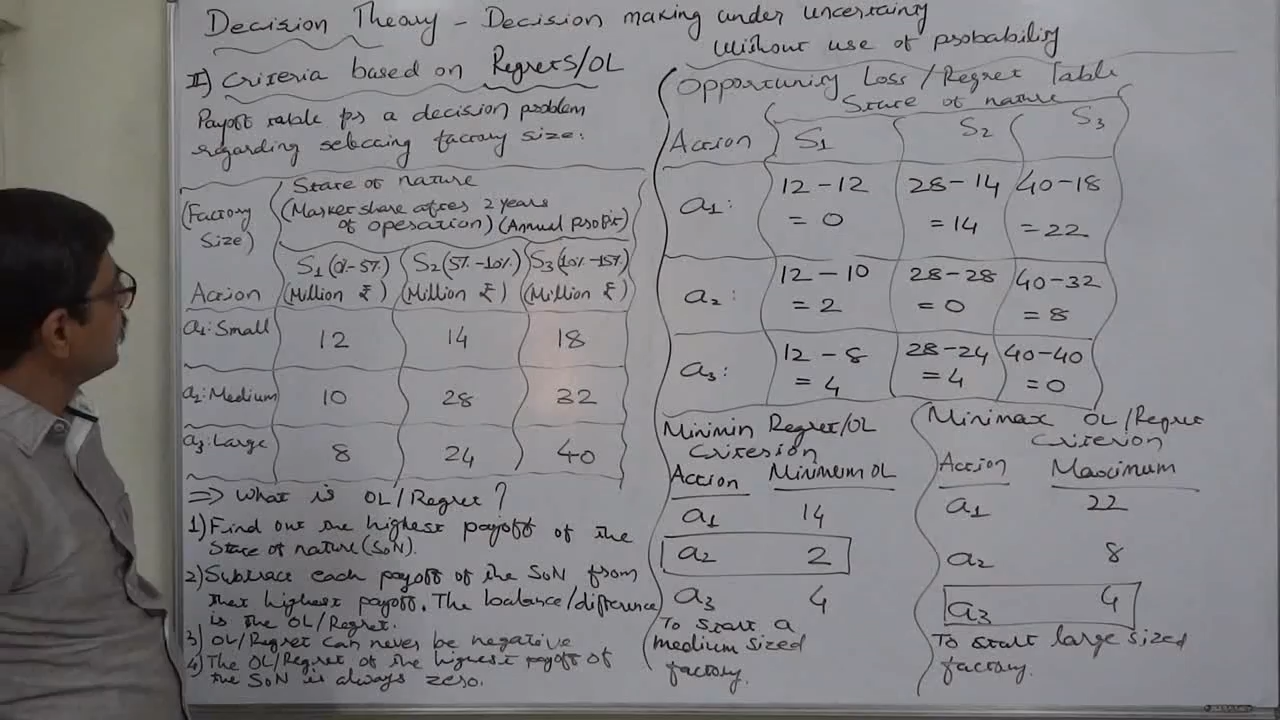 Decision Theory – Decision making under uncertainty
Without use of probability
II) Criteria based on Regrets/OL
Payoff table for a decision problem
regarding selecting factory size:
(Factory Size)
State of nature
(Market share after 2 years
of operation) (Annual profit)
Action
S1 (0%-5%) (Million ₹)
S2 (5%-10%) (Million ₹)
S3 (10%-15%) (Million ₹)
a1: Small 12 14 18
a2: Medium 10 28 32
a3: Large 8 24 40
⇒ What is OL/Regret?
1) Find out the highest payoff of the
State of nature (SoN).
2) Subtract each payoff of the SoN from
that highest payoff. The balance/difference
is the OL/Regret.
3) OL/Regret can never be negative
4) The OL/Regret of the highest payoff of
the SoN is always zero.
Opportunity Loss/Regret Table
State of nature
Action S1 S2 S3
a1: 12-12 28-14 40-18
=0 =14 =22
a2: 12-10 28-28 40-32
=2 =0 =8
a3: 12-8 28-24 40-40
=4 =4 =0
Minimin Regret/OL
Criterion
Action Minimum OL
a1 14
a2 2
a3 4
To start a
medium sized
factory.
Minimax OL/Regret
Criterion
Action Maximum
a1 22
a2 8
a3 4
To start large sized
factory.